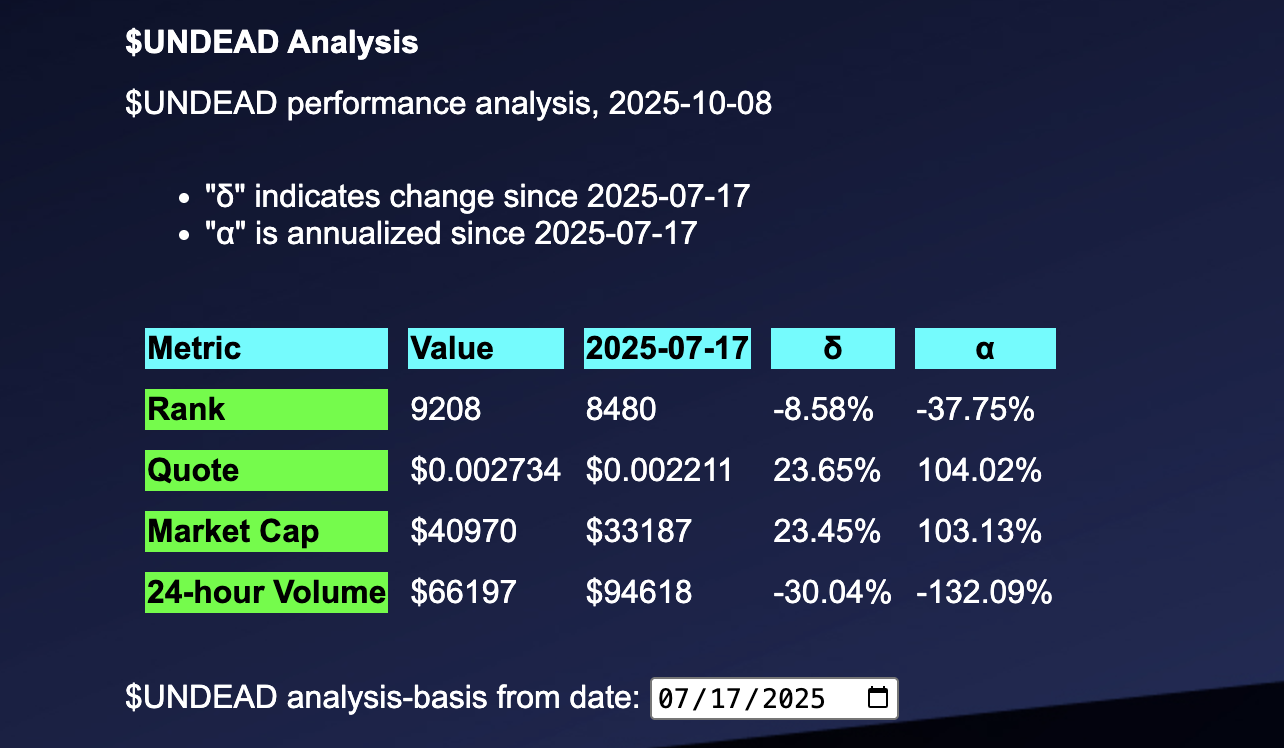 $UNDEAD Analysis
$UNDEAD performance analysis, 2025-10-08
• "δ" indicates change since 2025-07-17
• "α" is annualized since 2025-07-17
Metric Value 2025-07-17 δ α
Rank 9208 8480 -8.58% -37.75%
Quote $0.002734 $0.002211 23.65% 104.02%
Market Cap $40970 $33187 23.45% 103.13%
24-hour Volume $66197 $94618 -30.04% -132.09%
$UNDEAD analysis-basis from date: 07/17/2025